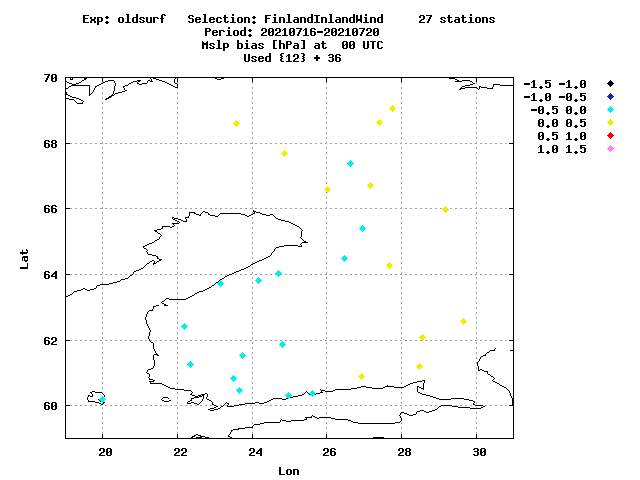 Exp: oldsurf   Selection: FinlandInlandWind     27 stations
Period: 20210716-20210720
Mslp bias [hPa] at  00 UTC
Used {12} + 36
70
68
66
64
62
60
Lat
20 22 24 26 28 30
Lon
-1.5 -1.0
-1.0 -0.5
-0.5 0.0
0.0 0.5
0.5 1.0
1.0 1.5